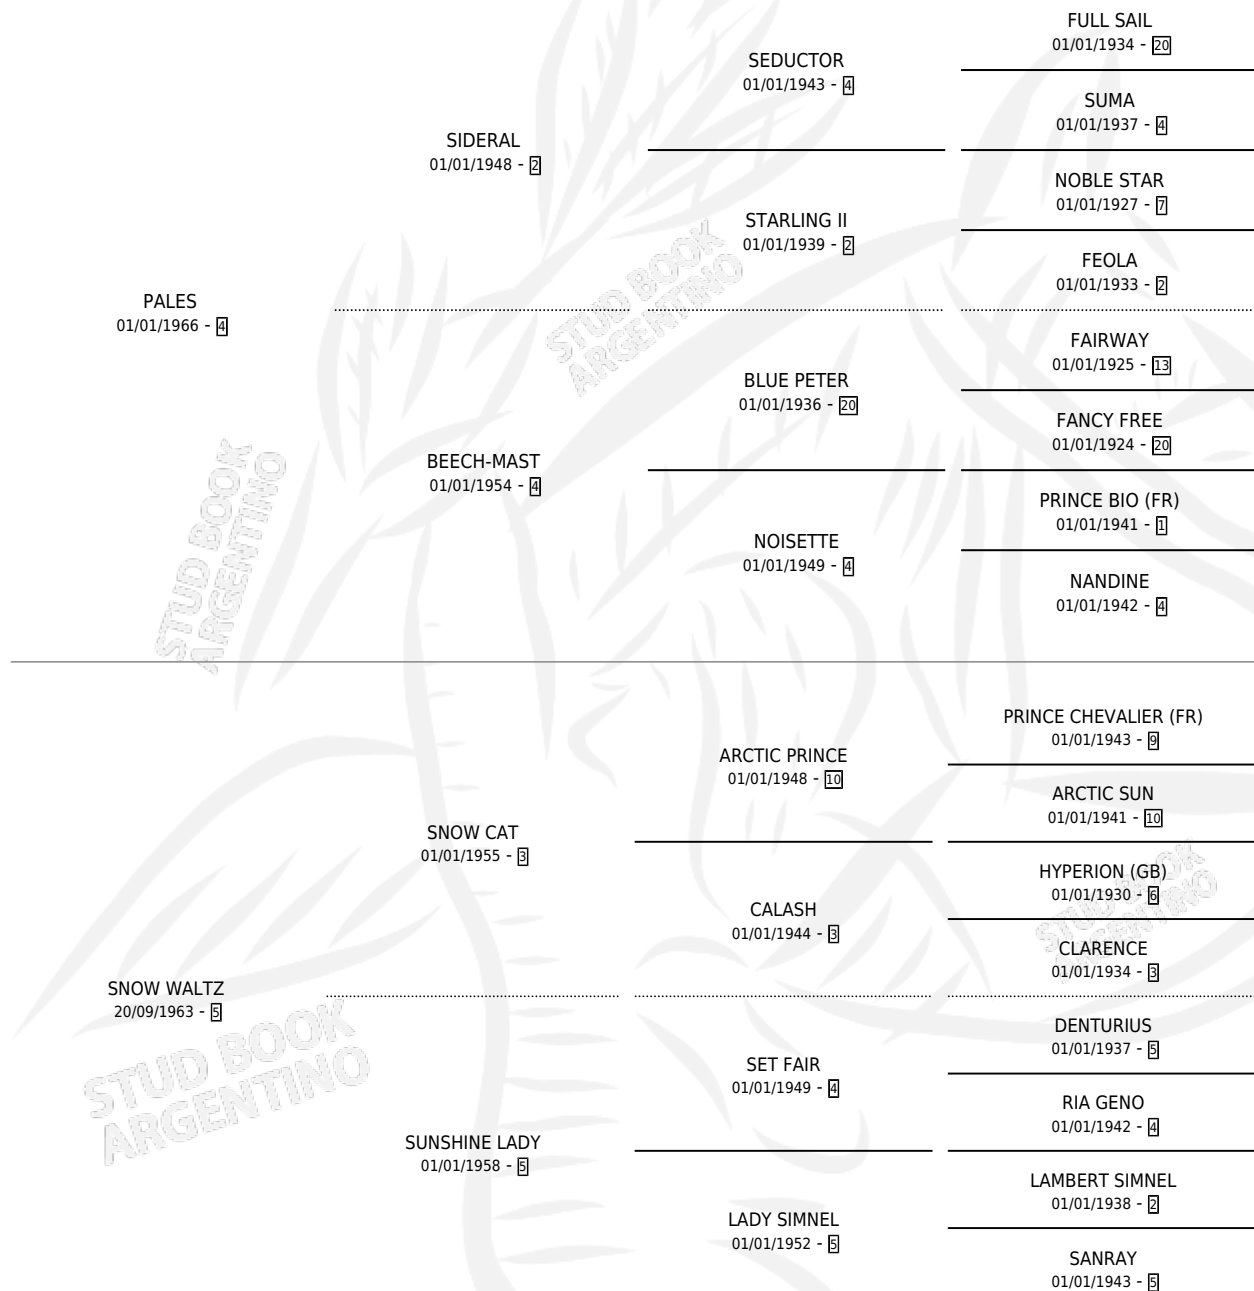 FULL SAIL
01/01/1934 - 20
SEDUCTOR
01/01/1943 - 4
SUMA
01/01/1937 - 4
SIDERAL
01/01/1948 - 2
NOBLE STAR
01/01/1927 - 7
STARLING II
01/01/1939 - 2
FEOLA
01/01/1933 - 2
PALES
01/01/1966 - 4
FAIRWAY
01/01/1925 - 13
BLUE PETER
01/01/1936 - 20
FANCY FREE
01/01/1924 - 20
BEECH-MAST
01/01/1954 - 4
PRINCE BIO (FR)
01/01/1941 - 1
NOISETTE
01/01/1949 - 4
NANDINE
01/01/1942 - 4
PRINCE CHEVALIER (FR)
01/01/1943 - 9
ARCTIC PRINCE
01/01/1948 - 10
ARCTIC SUN
01/01/1941 - 10
SNOW CAT
01/01/1955 - 3
HYPERION (GB)
01/01/1930 - 6
CALASH
01/01/1944 - 3
CLARENCE
01/01/1934 - 3
SNOW WALTZ
20/09/1963 - 5
DENTURIUS
01/01/1937 - 5
SET FAIR
01/01/1949 - 4
RIA GENO
01/01/1942 - 4
SUNSHINE LADY
01/01/1958 - 5
LAMBERT SIMNEL
01/01/1938 - 2
LADY SIMNEL
01/01/1952 - 5
SANRAY
01/01/1943 - 5
STUD BOOK
ARGENTINO
STUD BOOK
ARGENTINO
STUD BOOK
ARGENTINO
STUD BOOK
ARGENTINO